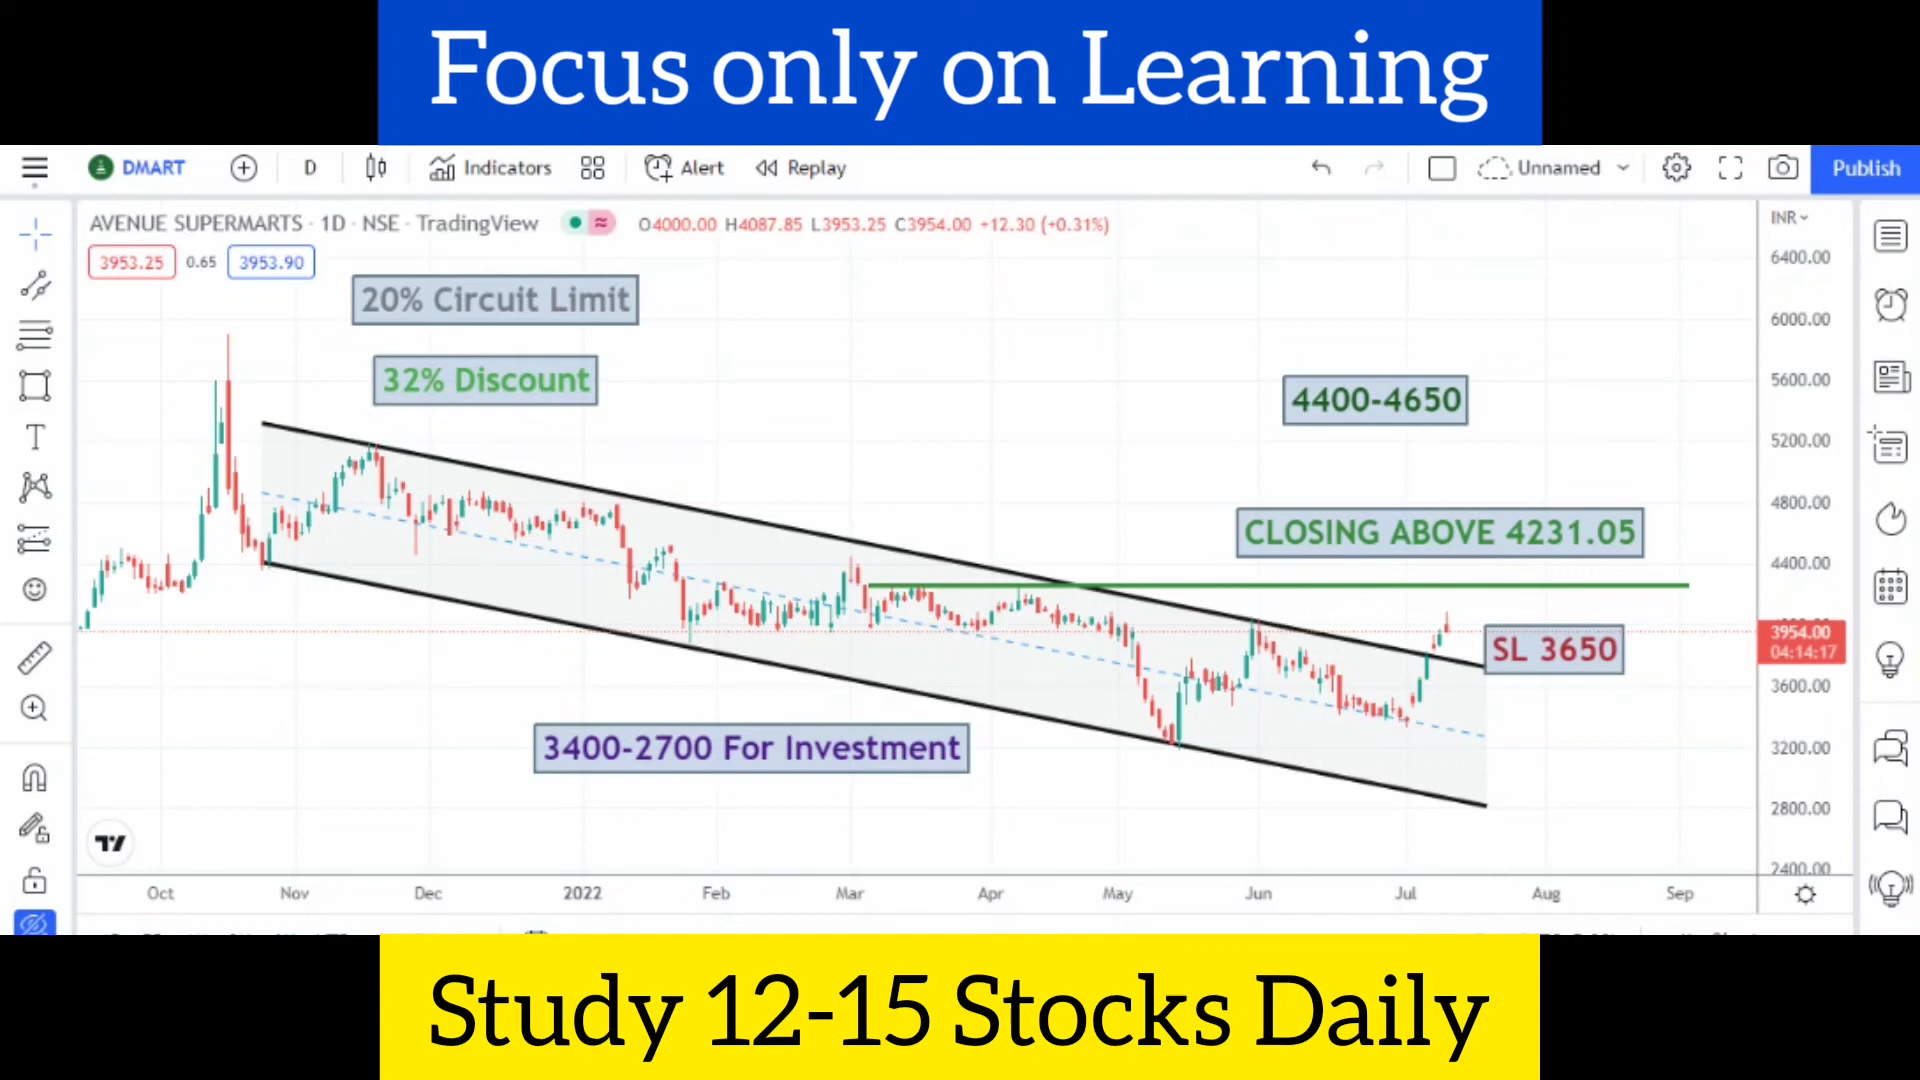 Focus only on Learning
DMART
D
Indicators
Alert
Replay
Unnamed
Publish
AVENUE SUPERMARTS · 1D · NSE · TradingView
O4000.00 H4087.85 L3953.25 C3954.00 +12.30 (+0.31%)
INR
3953.25 0.65 3953.90
6400.00
20% Circuit Limit
6000.00
32% Discount
5600.00
4400-4650
5200.00
4800.00
CLOSING ABOVE 4231.05
4400.00
3954.00
04:14:17
SL 3650
3600.00
3400-2700 For Investment
3200.00
2800.00
2400.00
Oct Nov Dec 2022 Feb Mar Apr May Jun Jul Aug Sep
Study 12-15 Stocks Daily